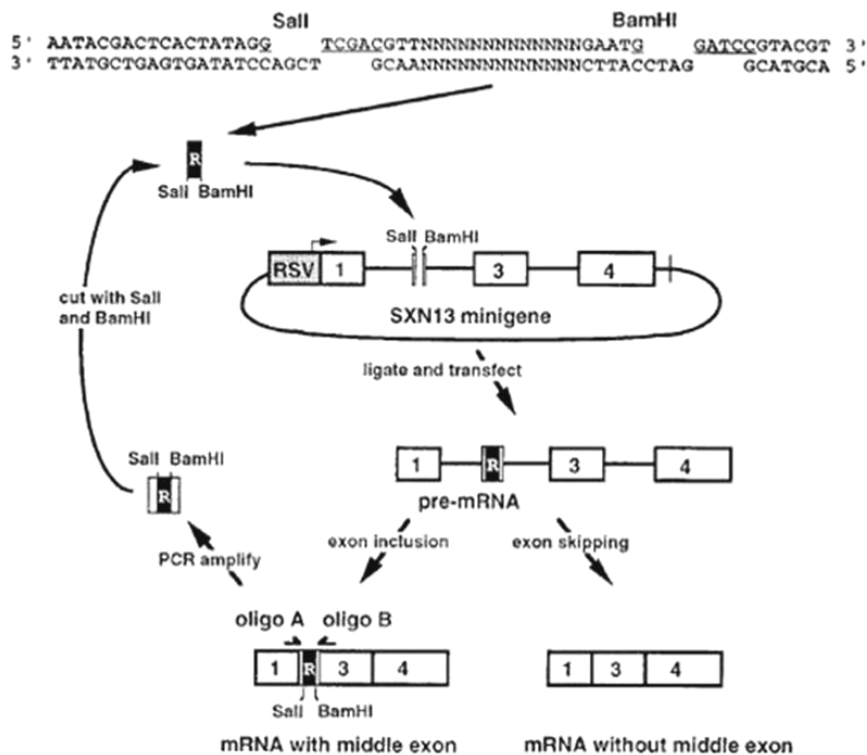 SalI BamHI
5' AATACGACTCACTATAGG TCGACGTTNNNNNNNNNNNNNGAATG GATCCGTACGT 3'
3' TTATGCTGAGTGATATCCAGCT GCAANNNNNNNNNNNNNCTTACCTAG GCATGCA 5'
R
SalI BamHI
SalI BamHI
RSV 1 3 4
cut with SalI
and BamHI
SXN13 minigene
ligate and transfect
SalI BamHI
R
1 R 3 4
pre-mRNA
exon inclusion exon skipping
PCR amplify
oligo A oligo B
1 R 3 4
1 3 4
SalI BamHI
mRNA with middle exon
mRNA without middle exon